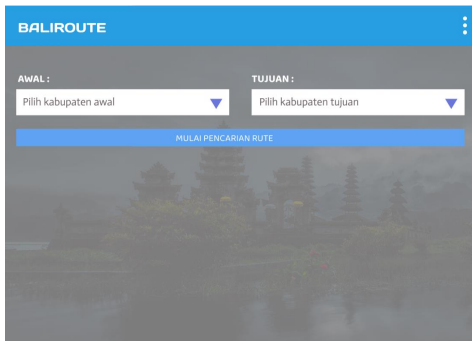 BALIROUTE
AWAL :
TUJUAN :
Pilih kabupaten awal
Pilih kabupaten tujuan
MULAI PENCARIAN RUTE